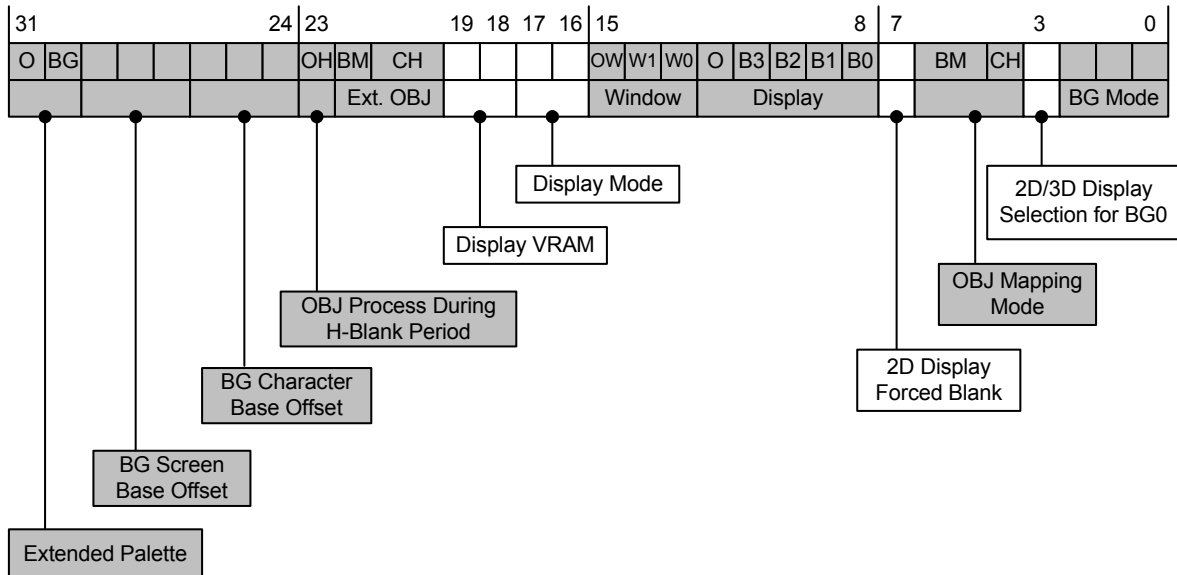 31 24 23 19 18 17 16 15 8 7 3 0
O BG OH BM CH OW W1 W0 O B3 B2 B1 B0 BM CH
Ext. OBJ Window Display BG Mode
Display Mode
2D/3D Display
Selection for BG0
Display VRAM
OBJ Process During
H-Blank Period
OBJ Mapping
Mode
2D Display
Forced Blank
BG Character
Base Offset
BG Screen
Base Offset
Extended Palette